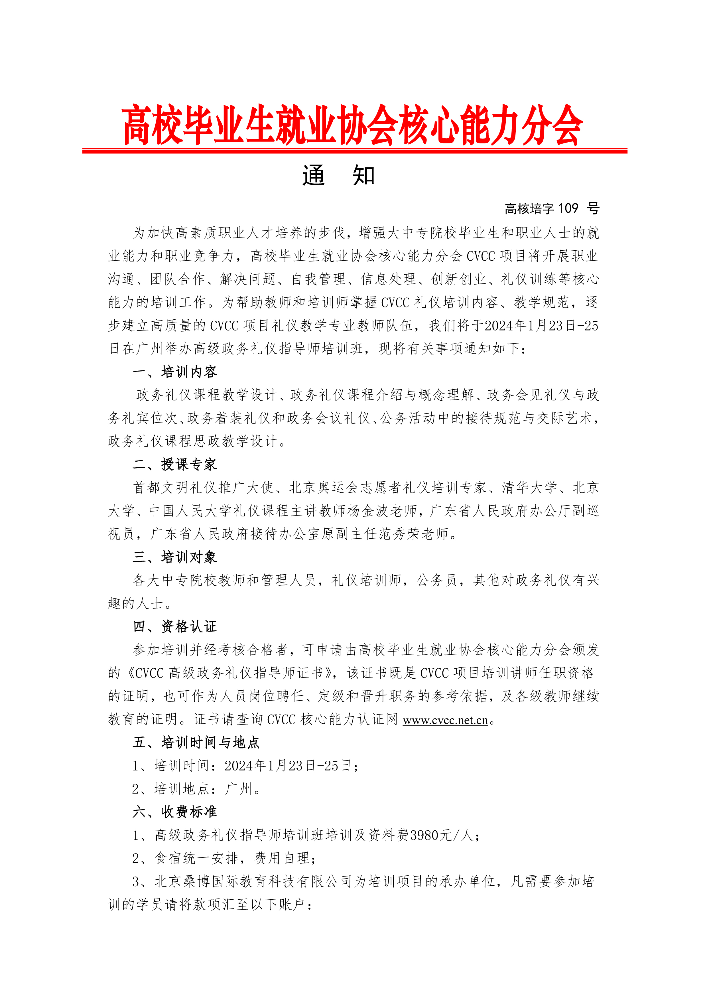 高校毕业生就业协会核心能力分会
通 知
高核培字 109 号
为加快高素质职业人才培养的步伐，增强大中专院校毕业生和职业人士的就
业能力和职业竞争力，高校毕业生就业协会核心能力分会 CVCC 项目将开展职业
沟通、团队合作、解决问题、自我管理、信息处理、创新创业、礼仪训练等核心
能力的培训工作。为帮助教师和培训师掌握 CVCC 礼仪培训内容、教学规范，逐
步建立高质量的 CVCC 项目礼仪教学专业教师队伍，我们将于2024年1月23日-25
日在广州举办高级政务礼仪指导师培训班，现将有关事项通知如下：
一、培训内容
政务礼仪课程教学设计、政务礼仪课程介绍与概念理解、政务会见礼仪与政
务礼宾位次、政务着装礼仪和政务会议礼仪、公务活动中的接待规范与交际艺术，
政务礼仪课程思政教学设计。
二、授课专家
首都文明礼仪推广大使、北京奥运会志愿者礼仪培训专家、清华大学、北京
大学、中国人民大学礼仪课程主讲教师杨金波老师，广东省人民政府办公厅副巡
视员，广东省人民政府接待办公室原副主任范秀荣老师。
三、培训对象
各大中专院校教师和管理人员，礼仪培训师，公务员，其他对政务礼仪有兴
趣的人士。
四、资格认证
参加培训并经考核合格者，可申请由高校毕业生就业协会核心能力分会颁发
的《CVCC 高级政务礼仪指导师证书》，该证书既是 CVCC 项目培训讲师任职资格
的证明，也可作为人员岗位聘任、定级和晋升职务的参考依据，及各级教师继续
教育的证明。证书请查询 CVCC 核心能力认证网 www.cvcc.net.cn。
五、培训时间与地点
1、培训时间：2024年1月23日-25日；
2、培训地点：广州。
六、收费标准
1、高级政务礼仪指导师培训班培训及资料费3980元/人；
2、食宿统一安排，费用自理；
3、北京桑博国际教育科技有限公司为培训项目的承办单位，凡需要参加培
训的学员请将款项汇至以下账户：